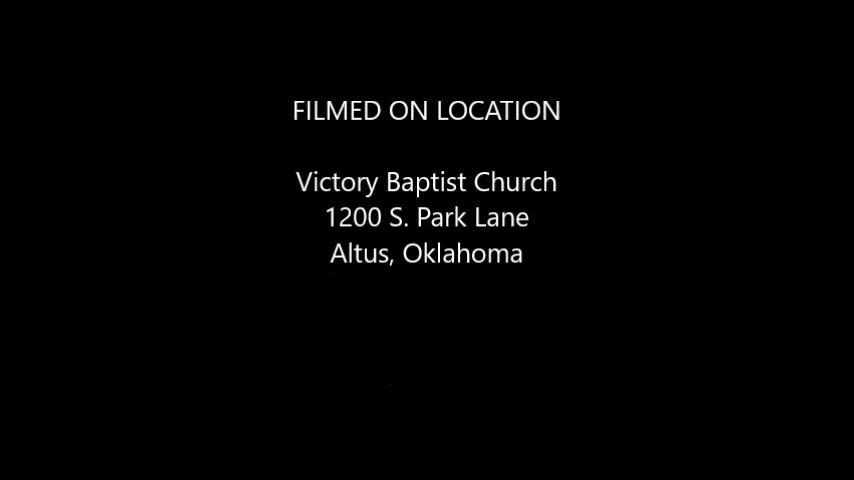 FILMED ON LOCATION
Victory Baptist Church
1200 S. Park Lane
Altus, Oklahoma